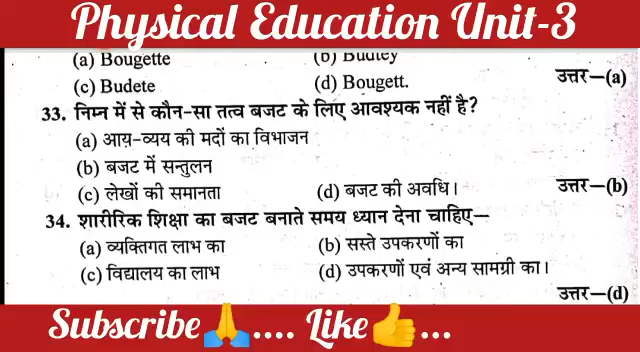 Physical Education Unit-3
(a) Bougette (b) Budtey
(c) Budete (d) Bougett.
उत्तर—(a)
33. निम्न में से कौन-सा तत्व बजट के लिए आवश्यक नहीं है?
(a) आय-व्यय की मदों का विभाजन
(b) बजट में सन्तुलन
(c) लेखों की समानता (d) बजट की अवधि।
उत्तर—(b)
34. शारीरिक शिक्षा का बजट बनाते समय ध्यान देना चाहिए—
(a) व्यक्तिगत लाभ का (b) सस्ते उपकरणों का
(c) विद्यालय का लाभ (d) उपकरणों एवं अन्य सामग्री का।
उत्तर—(d)
Subscribe🙏.... Like👍...